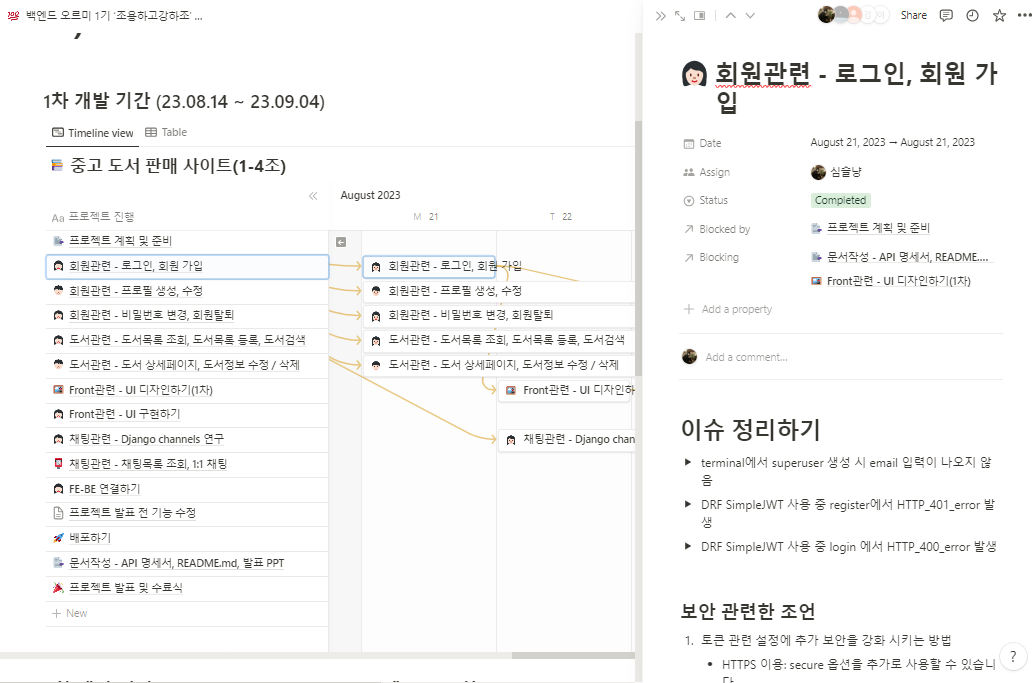 백엔드 오르미 1기 '조용하고강하조' ...
1차 개발 기간 (23.08.14 ~ 23.09.04)
Timeline view
Table
중고 도서 판매 사이트(1-4조)
August 2023
Aa 프로젝트 진행
M 21
T 22
프로젝트 계획 및 준비
회원관련 - 로그인, 회원 가입
회원관련 - 로그인, 회원 가입
회원관련 - 프로필 생성, 수정
회원관련 - 프로필 생성, 수정
회원관련 - 비밀번호 변경, 회원탈퇴
회원관련 - 비밀번호 변경, 회원탈퇴
도서관련 - 도서목록 조회, 도서목록 등록, 도서검색
도서관련 - 도서목록 조회, 도서목록 등록, 도서검색
도서관련 - 도서 상세페이지, 도서정보 수정 / 삭제
도서관련 - 도서 상세페이지, 도서정보 수정 / 삭제
Front관련 - UI 디자인하기(1차)
Front관련 - UI 디자인하
Front관련 - UI 구현하기
채팅관련 - Django channels 연구
채팅관련 - Django chan
채팅관련 - 채팅목록 조회, 1:1 채팅
FE-BE 연결하기
프로젝트 발표 전 기능 수정
배포하기
문서작성 - API 명세서, README.md, 발표 PPT
프로젝트 발표 및 수료식
+ New
Share
회원관련 - 로그인, 회원 가
입
Date
August 21, 2023 → August 21, 2023
Assign
심술냥
Status
Completed
Blocked by
프로젝트 계획 및 준비
Blocking
문서작성 - API 명세서, README....
Front관련 - UI 디자인하기(1차)
+ Add a property
Add a comment...
이슈 정리하기
terminal에서 superuser 생성 시 email 입력이 나오지 않
음
DRF SimpleJWT 사용 중 register에서 HTTP_401_error 발
생
DRF SimpleJWT 사용 중 login 에서 HTTP_400_error 발생
보안 관련한 조언
1. 토큰 관련 설정에 추가 보안을 강화 시키는 방법
• HTTPS 이용: secure 옵션을 추가로 사용할 수 있습니
?